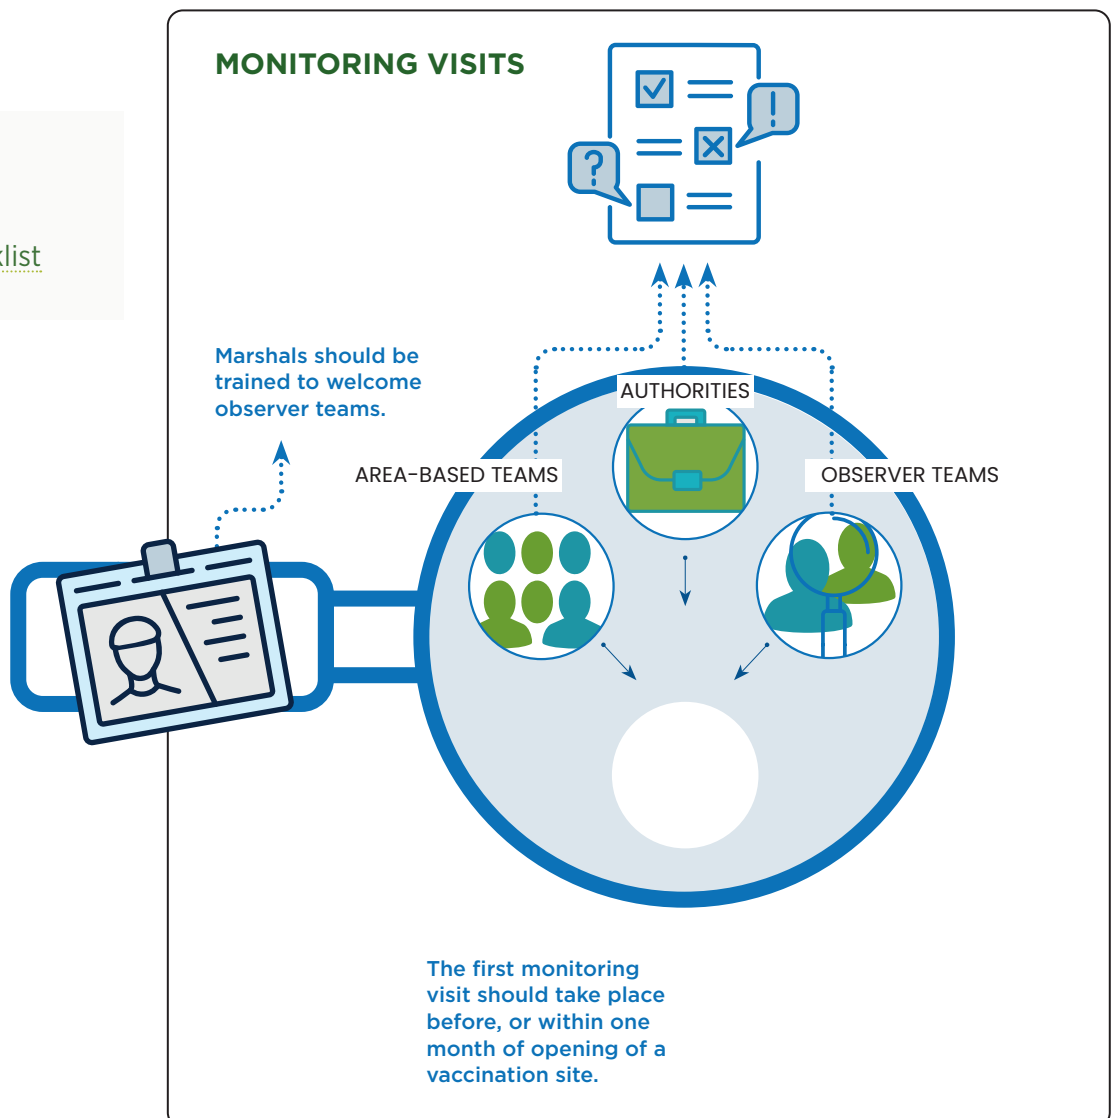 MONITORING VISITS
klist
Marshals should be
trained to welcome
observer teams.
AUTHORITIES
AREA-BASED TEAMS
OBSERVER TEAMS
The first monitoring
visit should take place
before, or within one
month of opening of a
vaccination site.